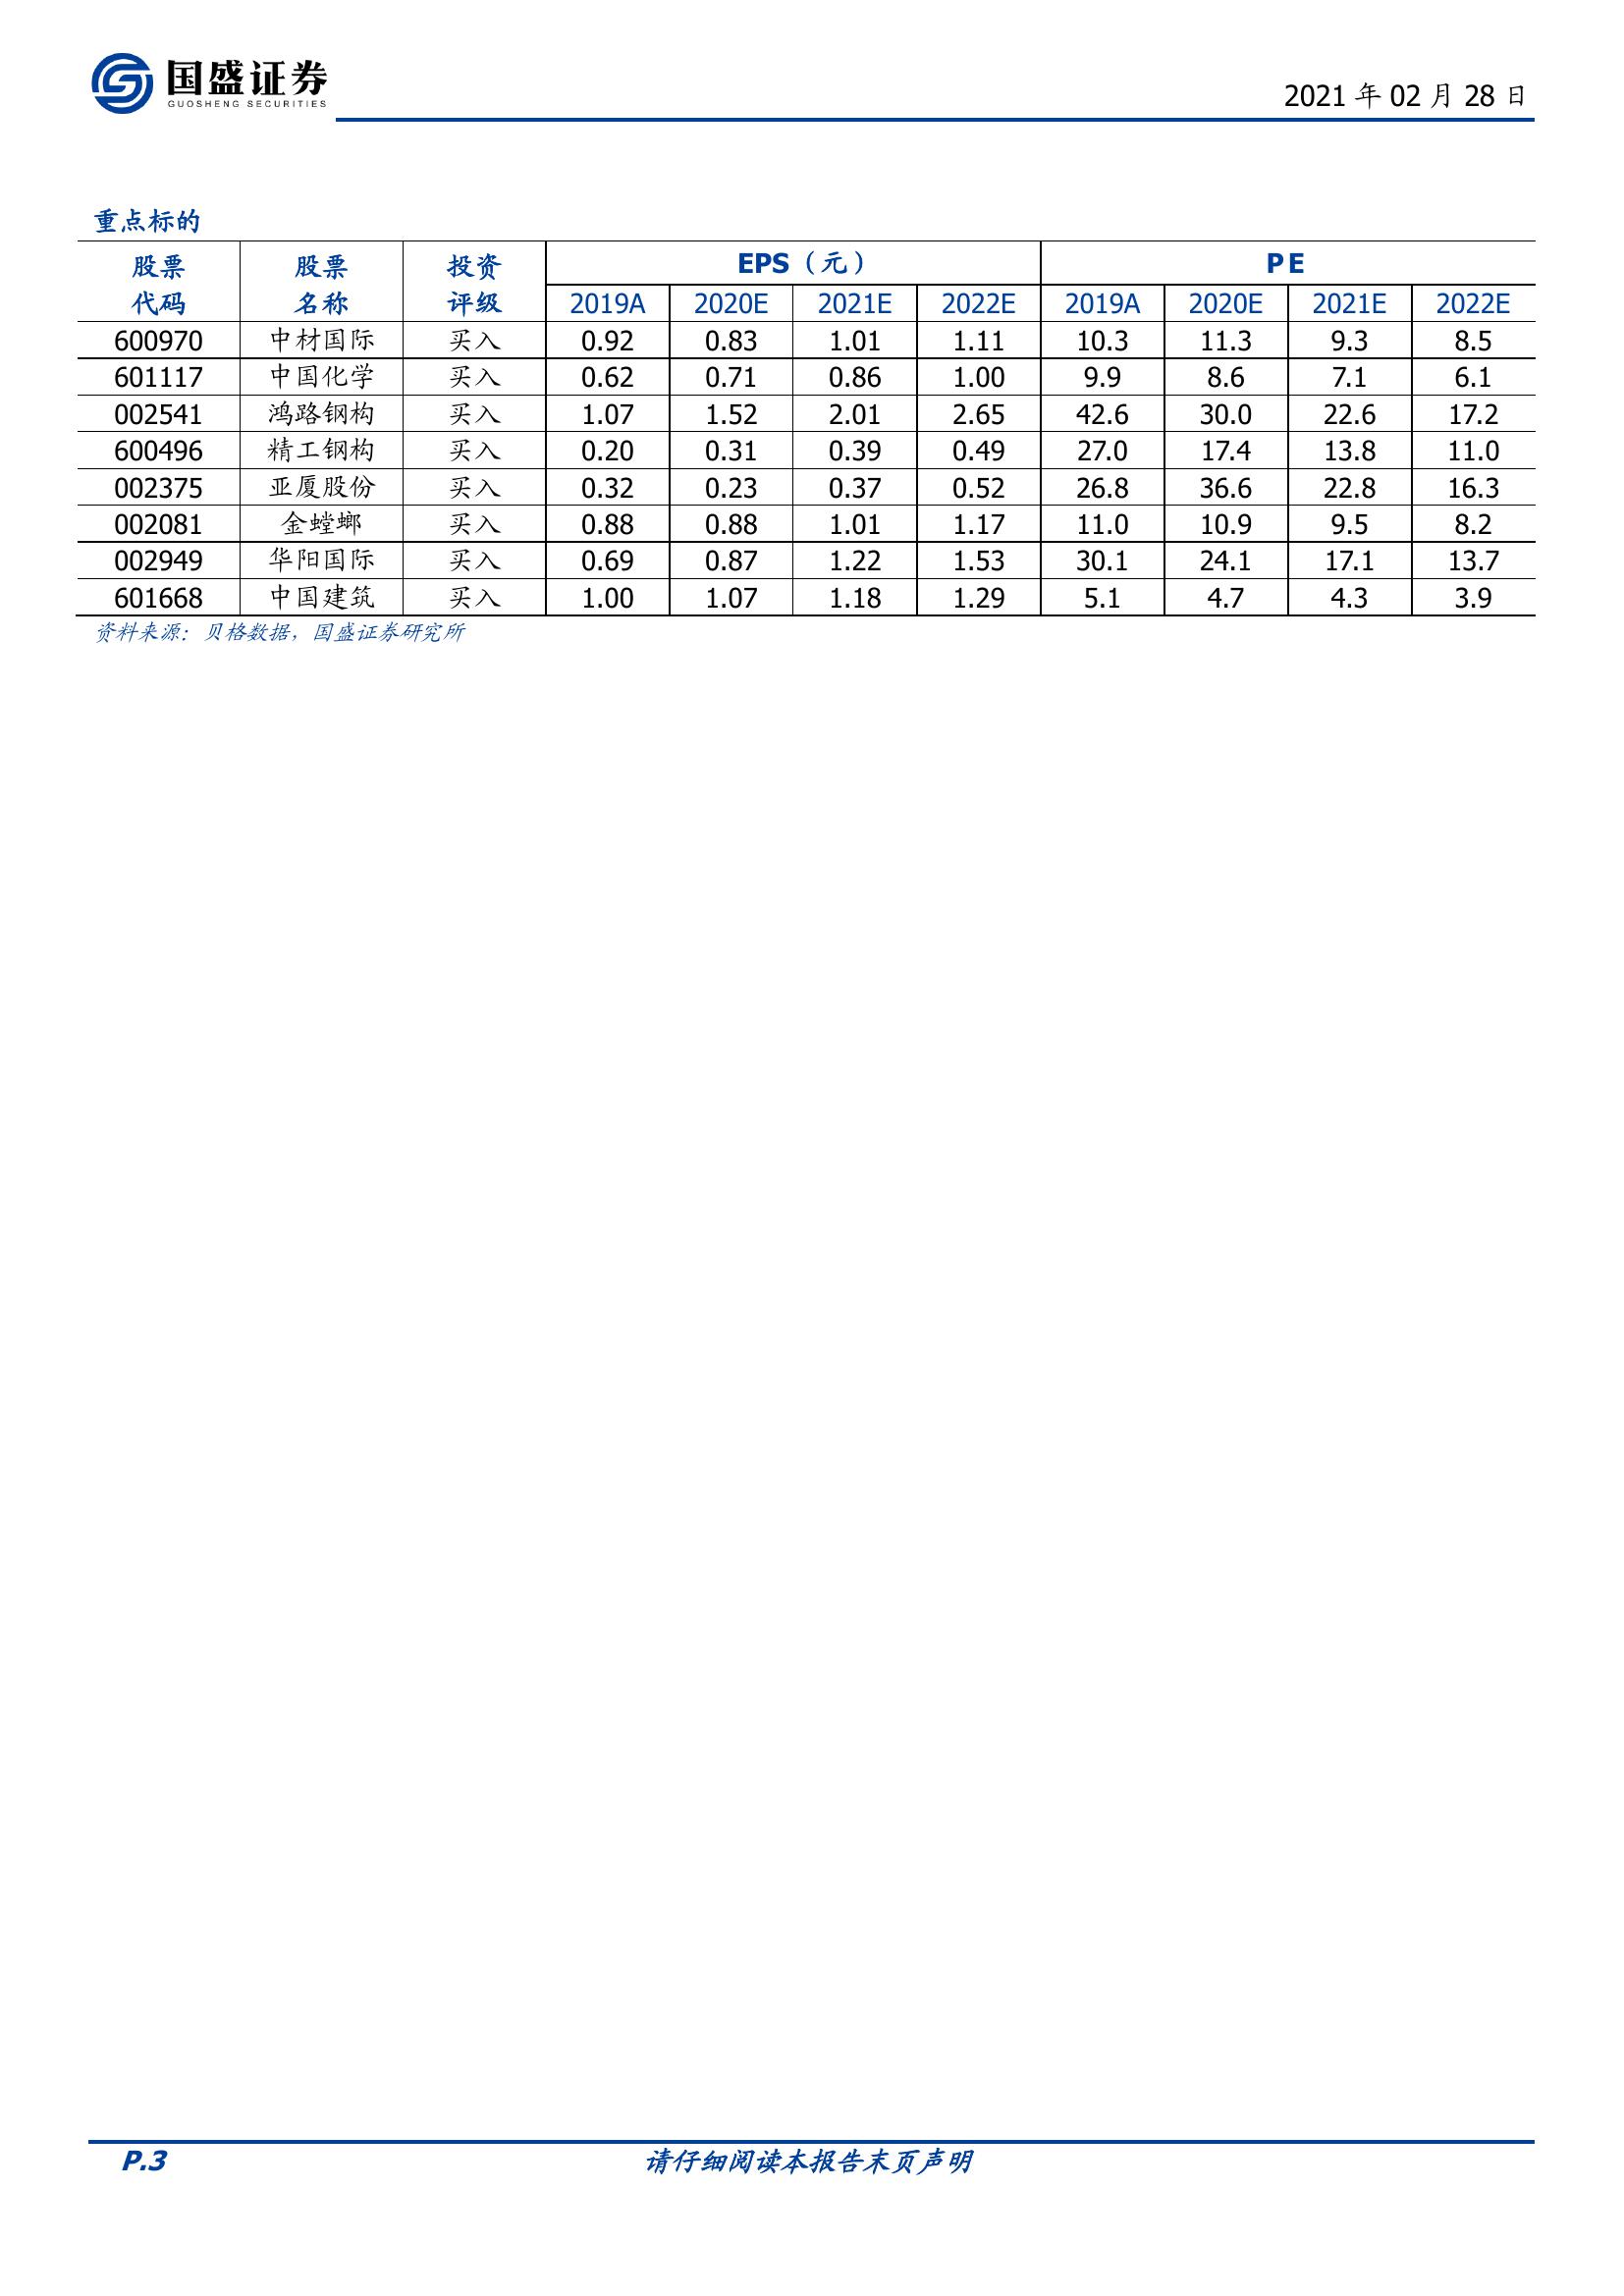 国盛证券
GUOSHENG SECURITIES
2021 年 02 月 28 日
重点标的
股票代码 股票名称 投资评级 EPS（元） PE
2019A 2020E 2021E 2022E 2019A 2020E 2021E 2022E
600970 中材国际 买入 0.92 0.83 1.01 1.11 10.3 11.3 9.3 8.5
601117 中国化学 买入 0.62 0.71 0.86 1.00 9.9 8.6 7.1 6.1
002541 鸿路钢构 买入 1.07 1.52 2.01 2.65 42.6 30.0 22.6 17.2
600496 精工钢构 买入 0.20 0.31 0.39 0.49 27.0 17.4 13.8 11.0
002375 亚厦股份 买入 0.32 0.23 0.37 0.52 26.8 36.6 22.8 16.3
002081 金螳螂 买入 0.88 0.88 1.01 1.17 11.0 10.9 9.5 8.2
002949 华阳国际 买入 0.69 0.87 1.22 1.53 30.1 24.1 17.1 13.7
601668 中国建筑 买入 1.00 1.07 1.18 1.29 5.1 4.7 4.3 3.9
资料来源：贝格数据，国盛证券研究所
P.3 请仔细阅读本报告末页声明